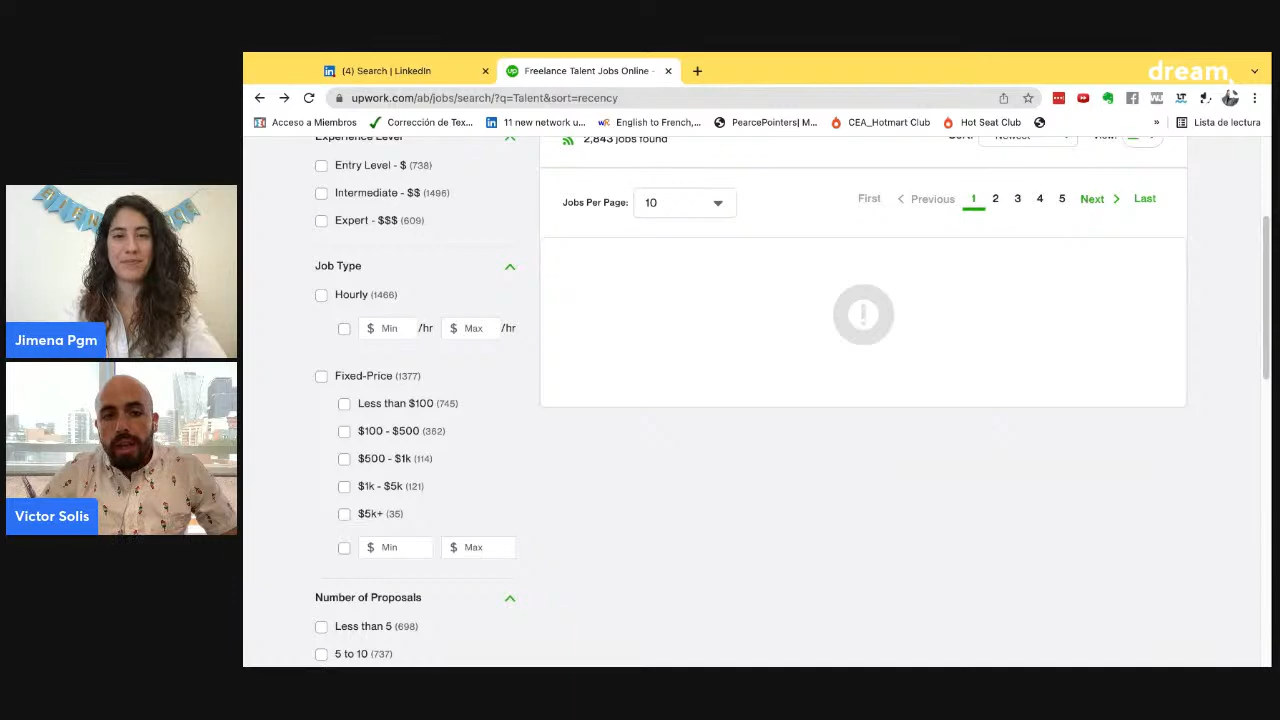 dream.
(4) Search | LinkedIn
Freelance Talent Jobs Online -
upwork.com/ab/jobs/search/?q=Talent&sort=recency
Acceso a Miembros
Corrección de Tex...
11 new network u...
English to French,...
PearcePointers| M...
CEA_Hotmart Club
Hot Seat Club
»
Lista de lectura
Experience Level
2,843 jobs found
Newest
Entry Level - $ (738)
Intermediate - $$ (1496)
Expert - $$$ (609)
Jobs Per Page: 10
First < Previous 1 2 3 4 5 Next > Last
Job Type
Hourly (1466)
$ Min /hr $ Max /hr
Fixed-Price (1377)
Less than $100 (745)
$100 - $500 (362)
$500 - $1k (114)
$1k - $5k (121)
$5k+ (35)
$ Min $ Max
Number of Proposals
Less than 5 (698)
5 to 10 (737)
Jimena Pgm
Victor Solis